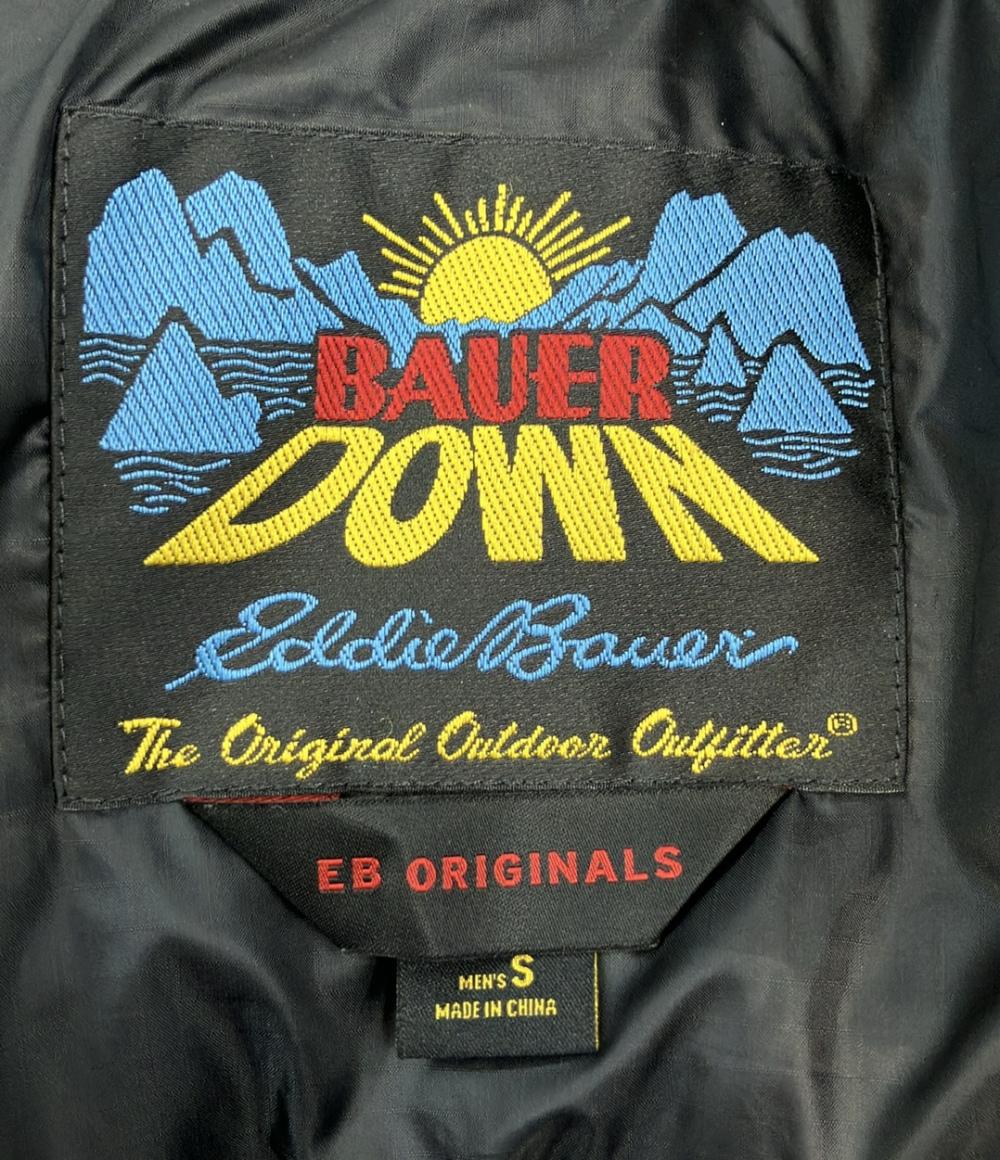 BAUER
DOWN
Eddie Bauer
The Original Outdoor Outfitter®
EB ORIGINALS
MEN'S S
MADE IN CHINA